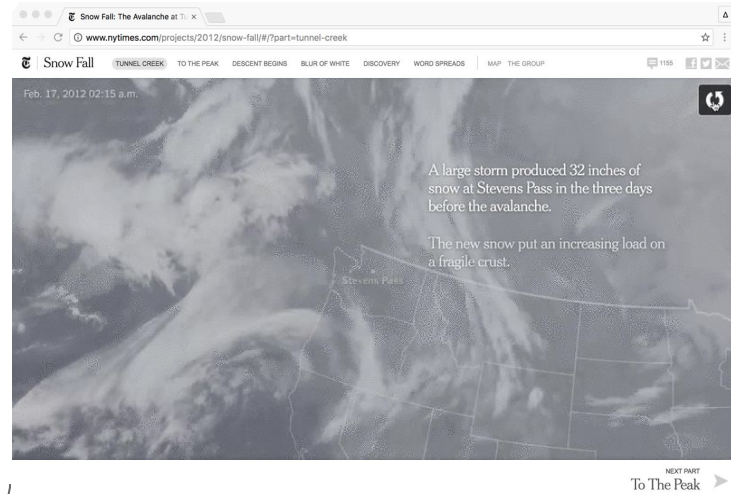 Snow Fall: The Avalanche at Tu
www.nytimes.com/projects/2012/snow-fall/#/?part=tunnel-creek
Snow Fall TUNNEL CREEK TO THE PEAK DESCENT BEGINS BLUR OF WHITE DISCOVERY WORD SPREADS MAP THE GROUP 1155
Feb. 17, 2012 02:15 a.m.
A large storm produced 32 inches of
snow at Stevens Pass in the three days
before the avalanche.
The new snow put an increasing load on
a fragile crust.
Stevens Pass
NEXT PART
To The Peak